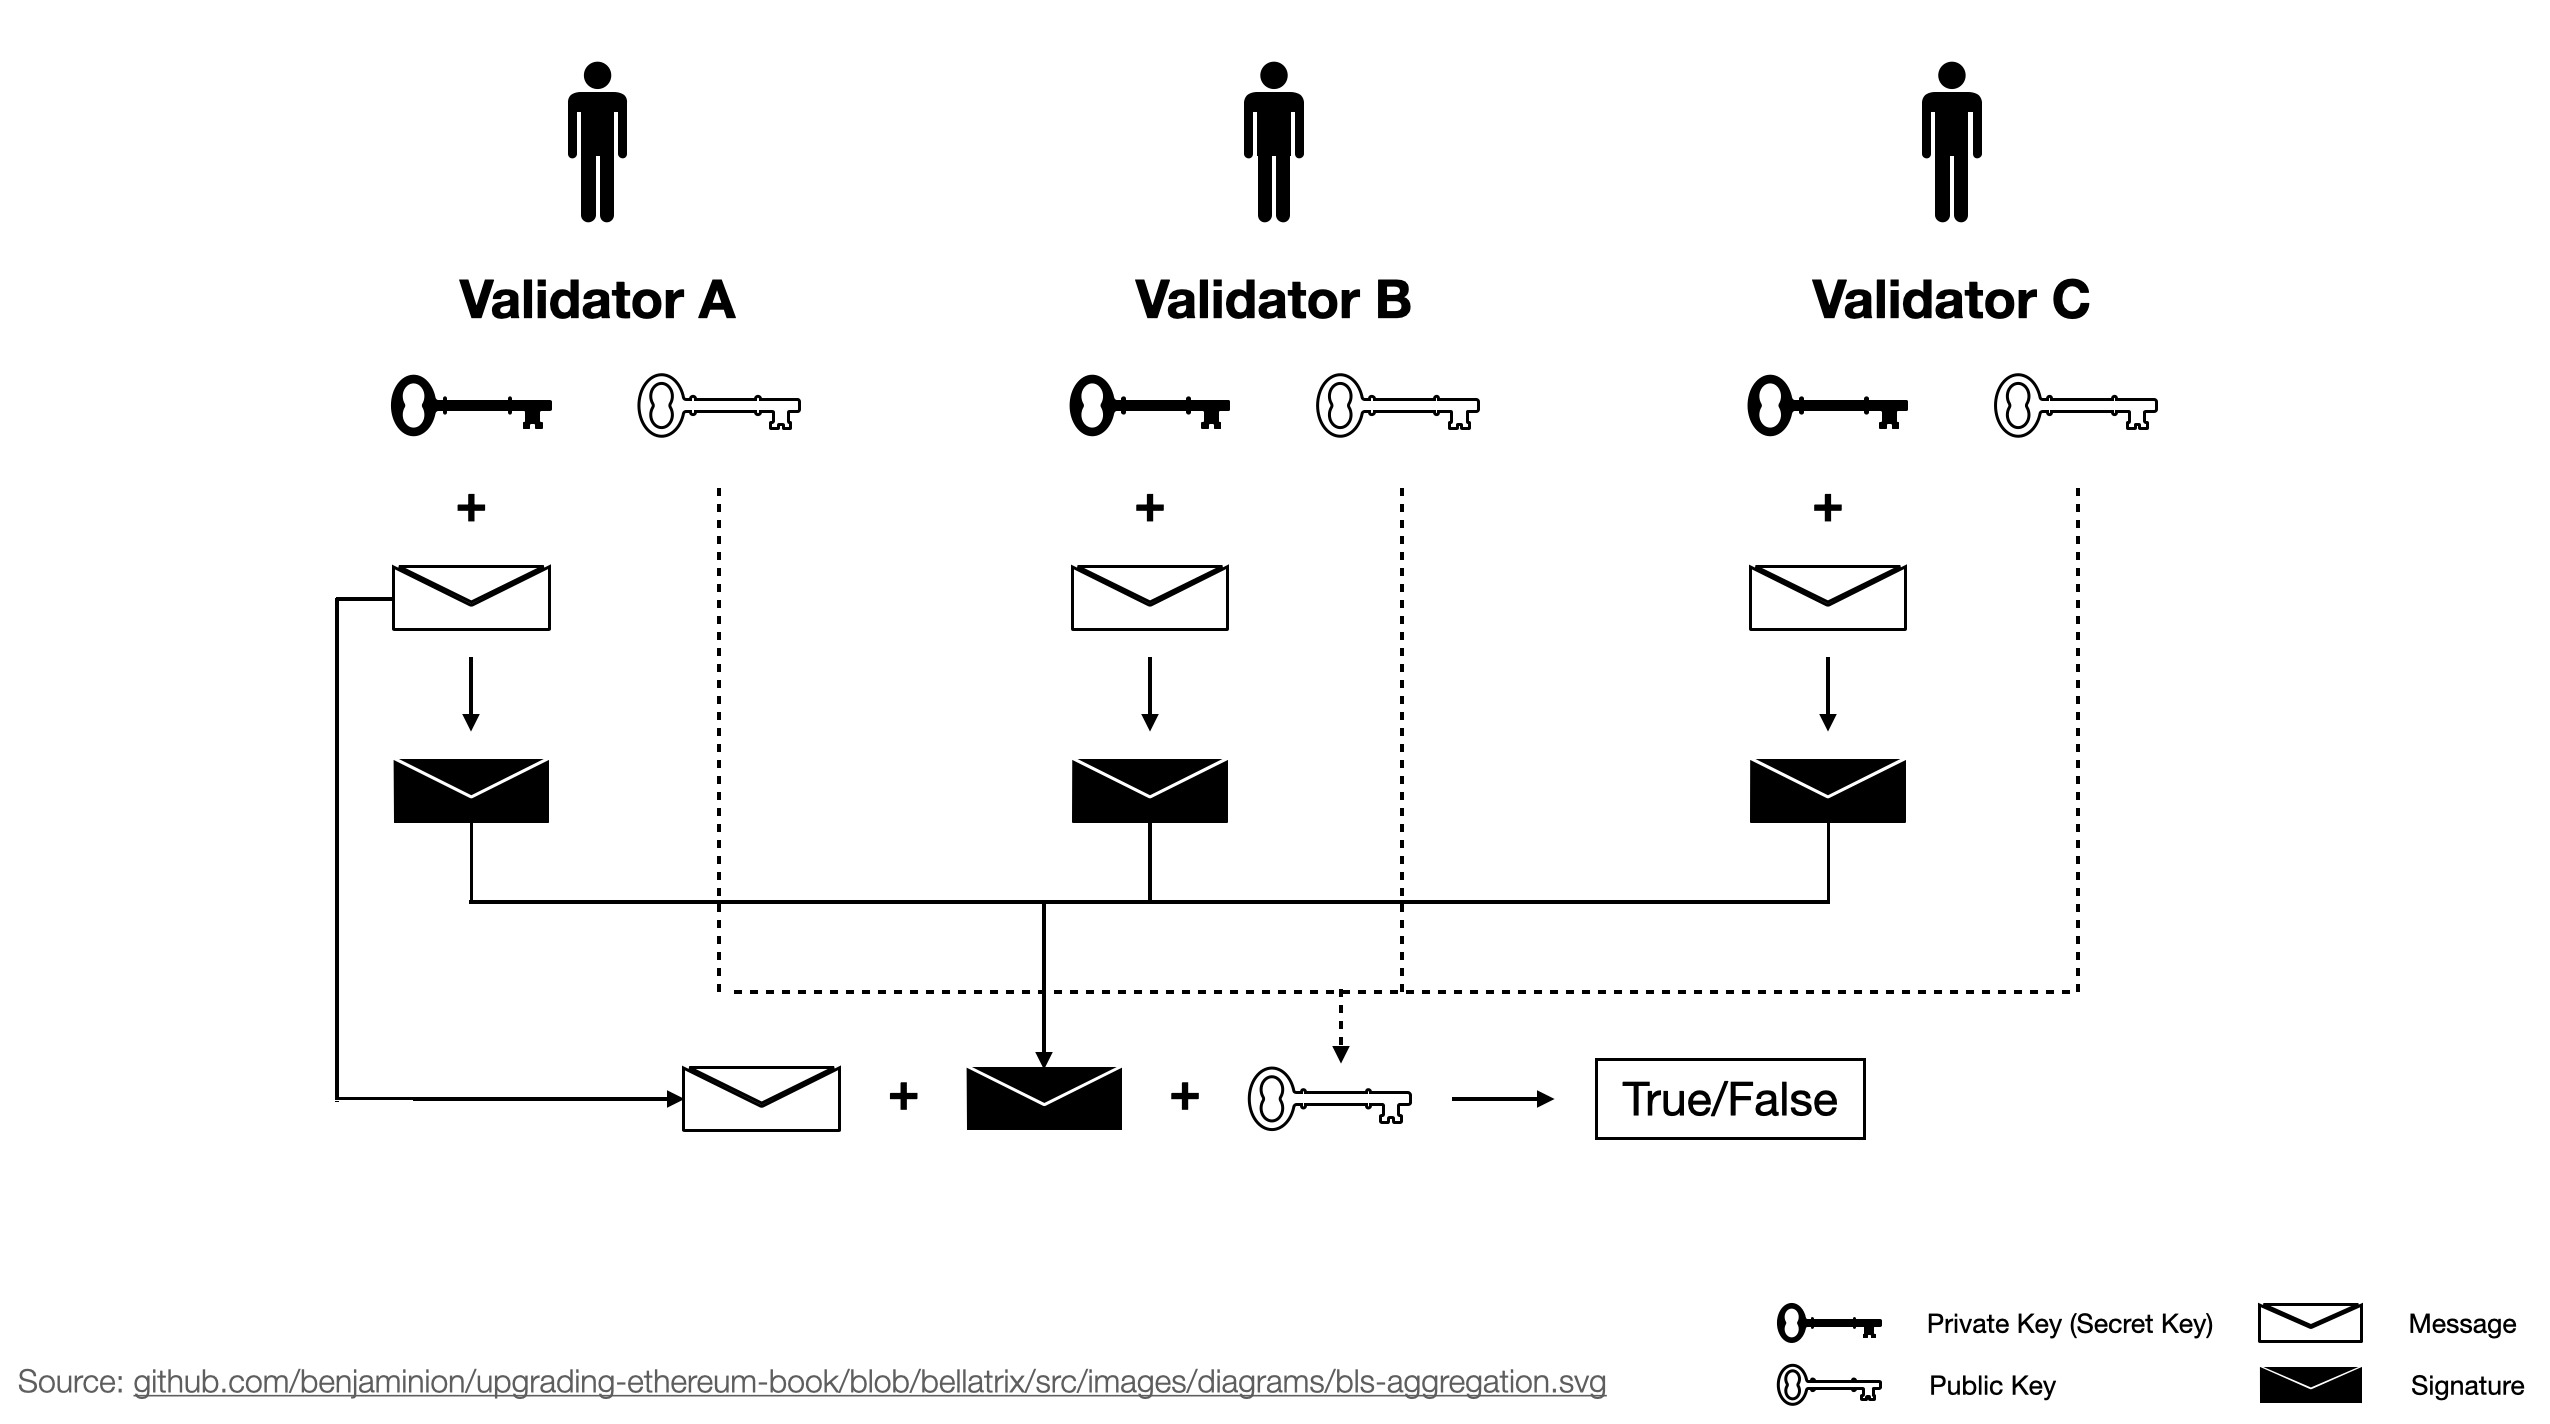 Validator A
Validator B
Validator C
+
+
+
+
+
True/False
Private Key (Secret Key)
Message
Source: github.com/benjaminion/upgrading-ethereum-book/blob/bellatrix/src/images/diagrams/bls-aggregation.svg
Public Key
Signature